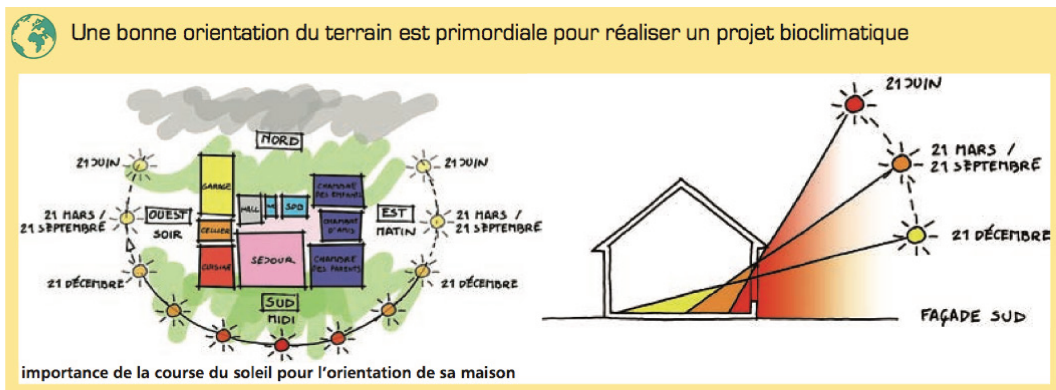 Une bonne orientation du terrain est primordiale pour réaliser un projet bioclimatique
NORD
21 JUIN
21 JUIN
GARAGE
HALL
SDD
CHAMBRE
DES ENFANTS
21 MARS /
21 SEPTEMBRE
OUEST
SOIR
CELLIER
CHAMBRE
D'AMIS
EST
MATIN
21 MARS /
21 SEPTEMBRE
CUISINE
SÉJOUR
CHAMBRE
DES PARENTS
21 DÉCEMBRE
21 DÉCEMBRE
SUD
MIDI
21 JUIN
21 MARS /
21 SEPTEMBRE
21 DÉCEMBRE
FAÇADE SUD
importance de la course du soleil pour l'orientation de sa maison